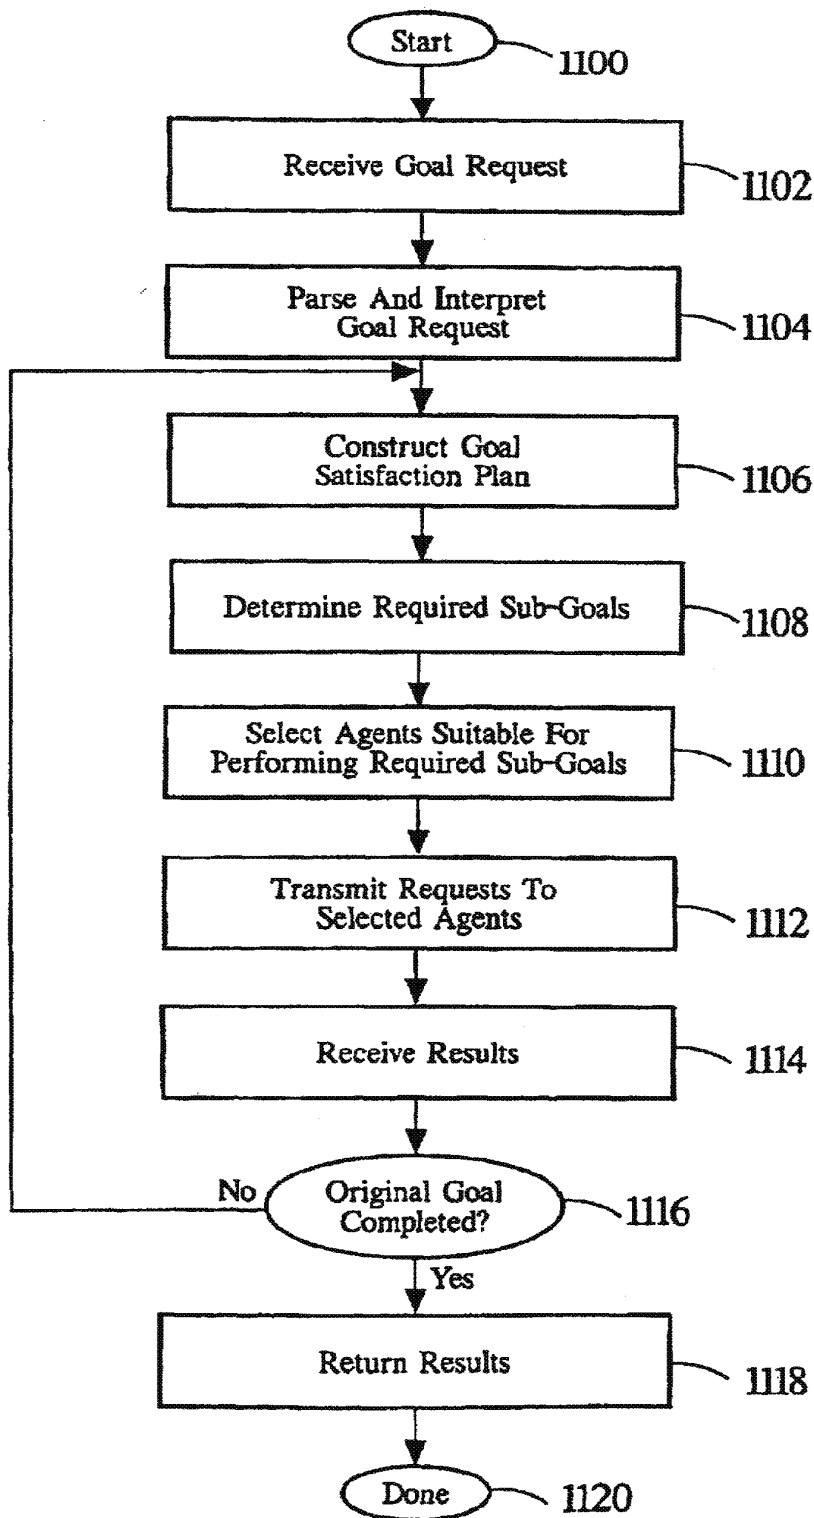 Start
1100
Receive Goal Request
1102
Parse And Interpret
Goal Request
1104
Construct Goal
Satisfaction Plan
1106
Determine Required Sub-Goals
1108
Select Agents Suitable For
Performing Required Sub-Goals
1110
Transmit Requests To
Selected Agents
1112
Receive Results
1114
No
Original Goal
Completed?
1116
Yes
Return Results
1118
Done
1120